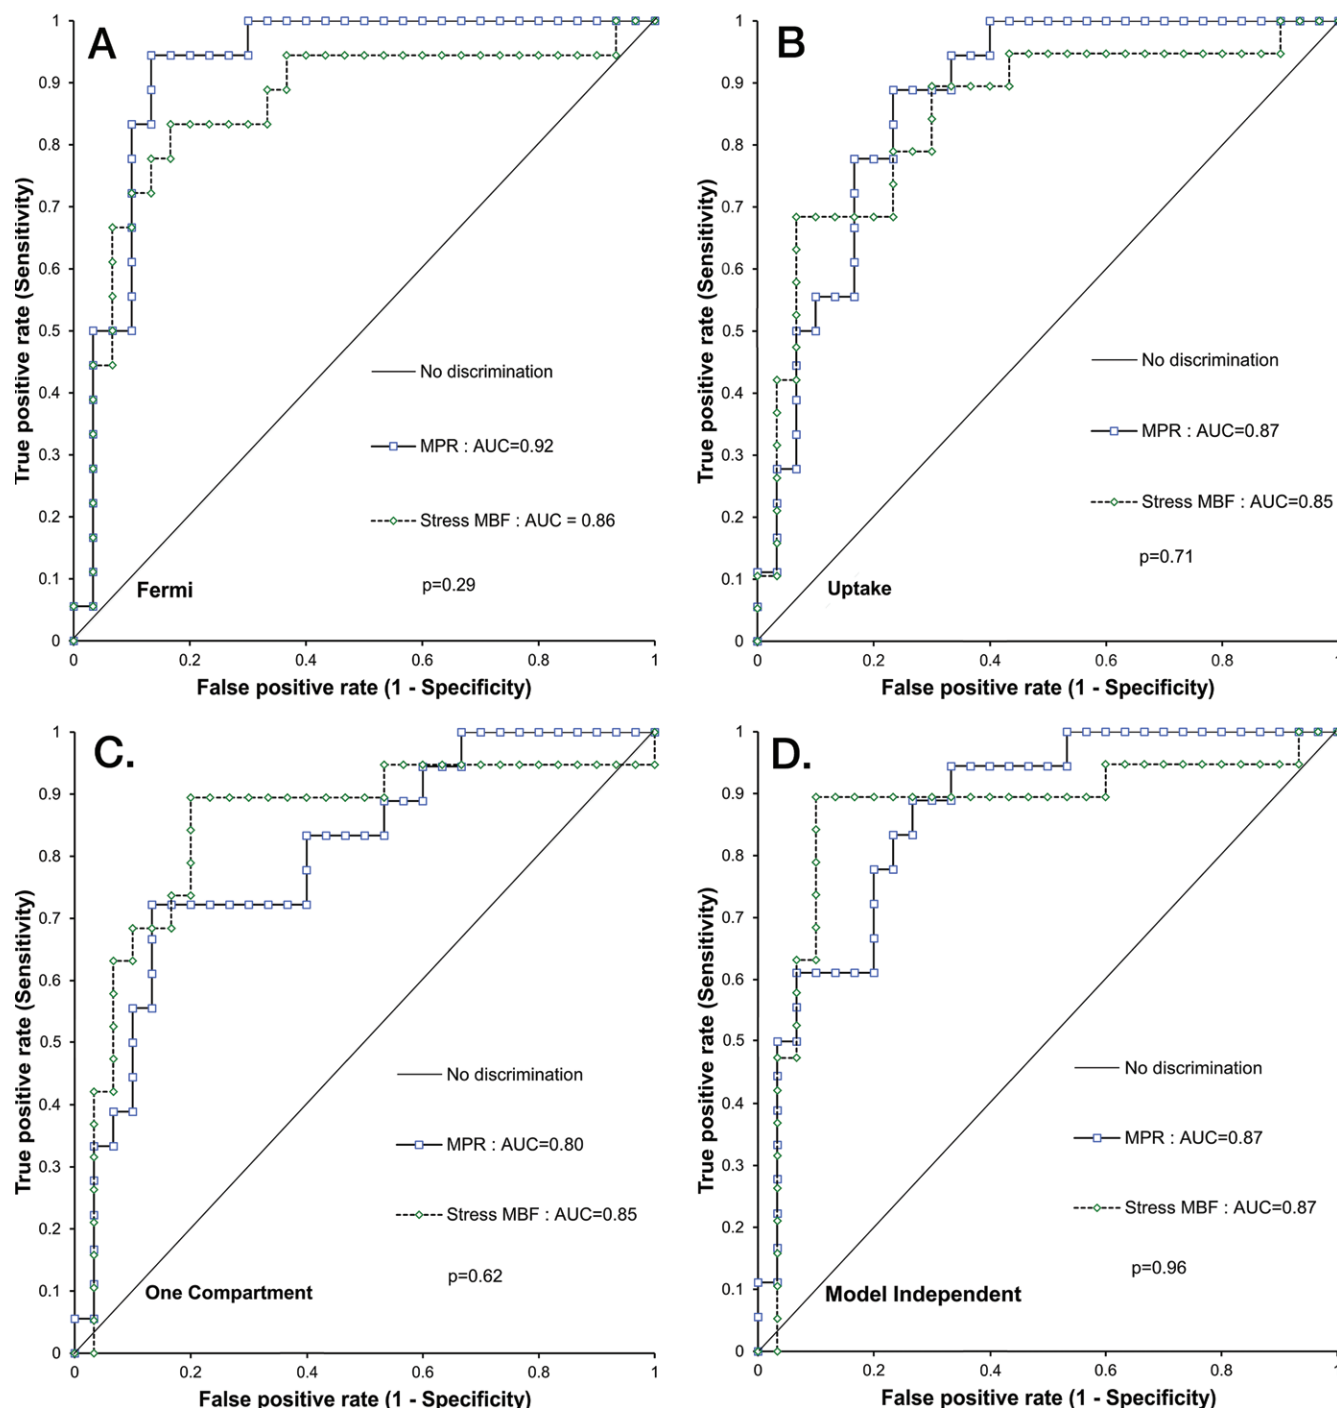 A
True positive rate (Sensitivity)
1
0.9
0.8
0.7
0.6
0.5
0.4
0.3
0.2
0.1
0
No discrimination
MPR : AUC=0.92
Stress MBF : AUC = 0.86
p=0.29
Fermi
0 0.2 0.4 0.6 0.8 1
False positive rate (1 - Specificity)
B
True positive rate (Sensitivity)
1
0.9
0.8
0.7
0.6
0.5
0.4
0.3
0.2
0.1
0
No discrimination
MPR : AUC=0.87
Stress MBF : AUC=0.85
p=0.71
Uptake
0 0.2 0.4 0.6 0.8 1
False positive rate (1 - Specificity)
C.
True positive rate (Sensitivity)
1
0.9
0.8
0.7
0.6
0.5
0.4
0.3
0.2
0.1
0
No discrimination
MPR : AUC=0.80
Stress MBF : AUC=0.85
p=0.62
One Compartment
0 0.2 0.4 0.6 0.8 1
False positive rate (1 - Specificity)
D.
True positive rate (Sensitivity)
1
0.9
0.8
0.7
0.6
0.5
0.4
0.3
0.2
0.1
0
No discrimination
MPR : AUC=0.87
Stress MBF : AUC=0.87
p=0.96
Model Independent
0 0.2 0.4 0.6 0.8 1
False positive rate (1 - Specificity)